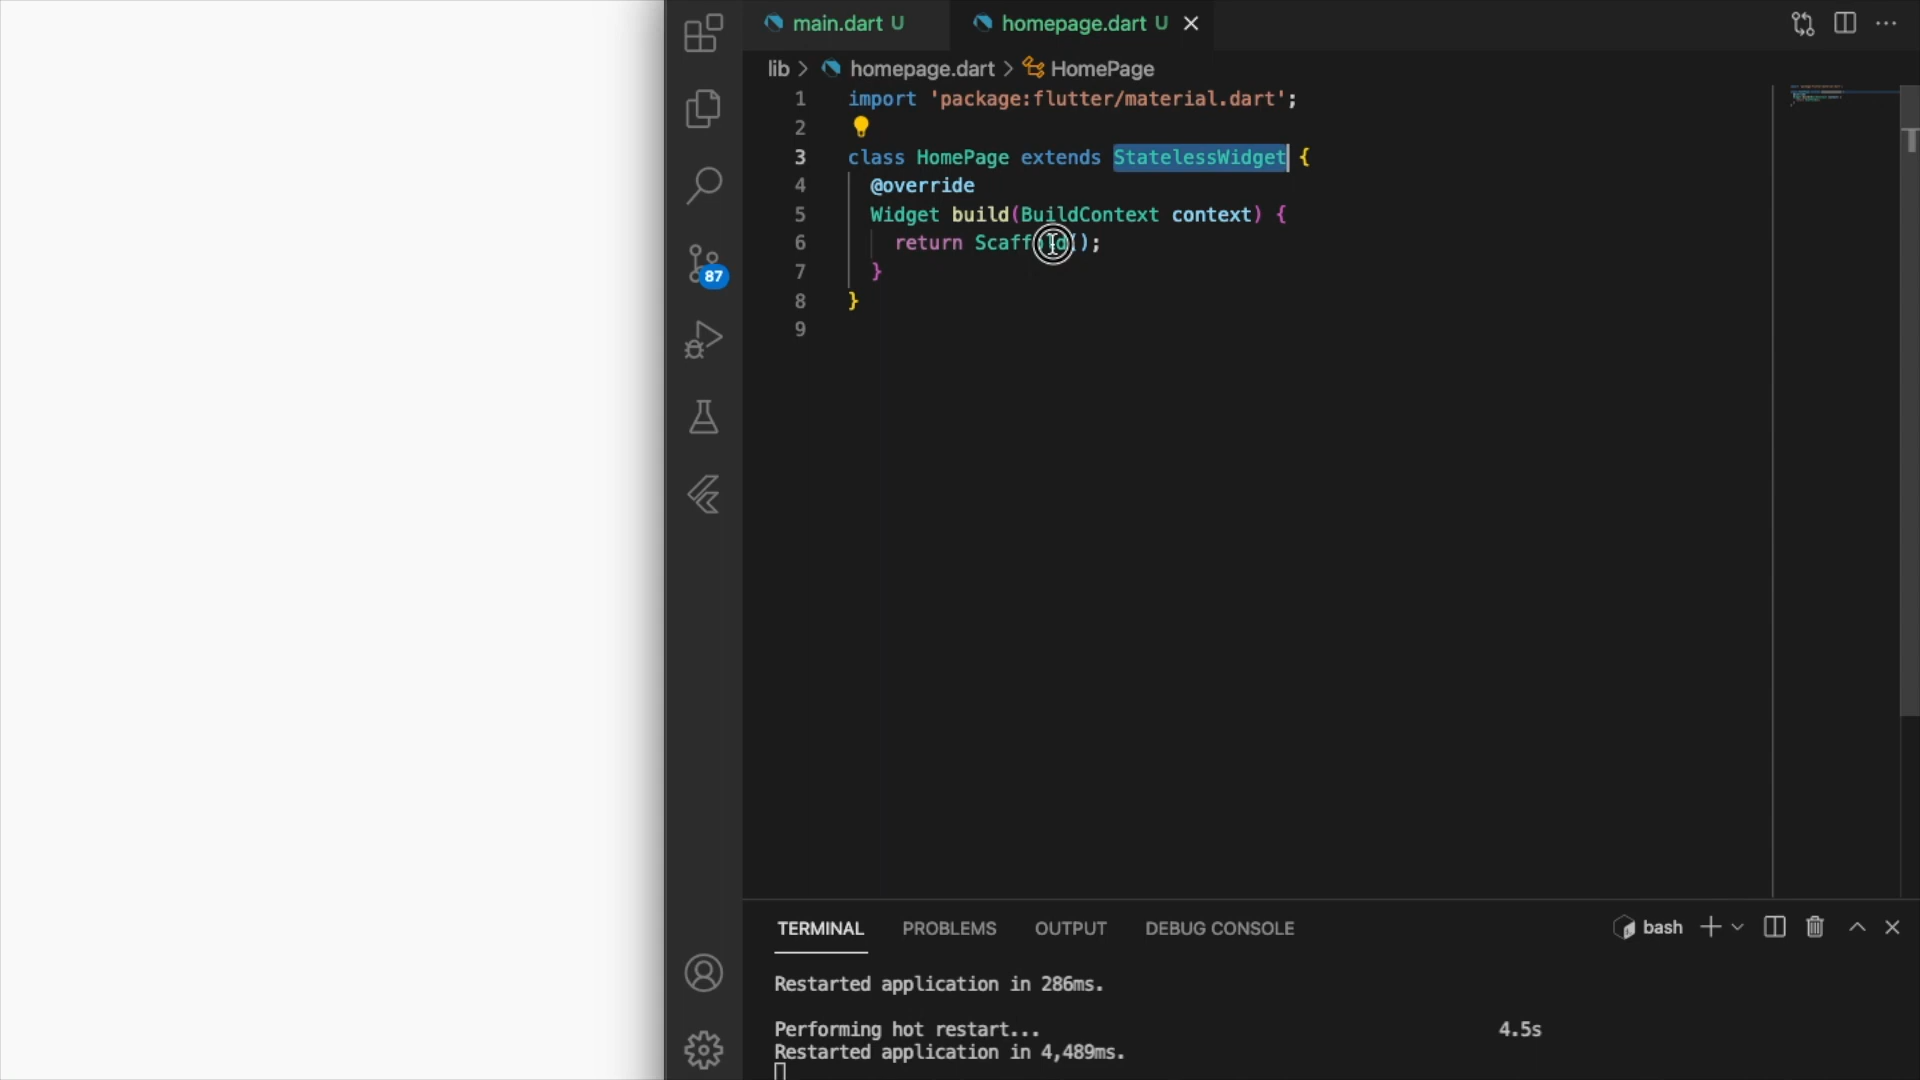 main.dart U
homepage.dart U
lib > homepage.dart > HomePage
1 import 'package:flutter/material.dart';
2
3 class HomePage extends StatelessWidget {
4 @override
5 Widget build(BuildContext context) {
6 return Scaffold();
7 }
8 }
9
87
TERMINAL PROBLEMS OUTPUT DEBUG CONSOLE bash
Restarted application in 286ms.
Performing hot restart... 4.5s
Restarted application in 4,489ms.